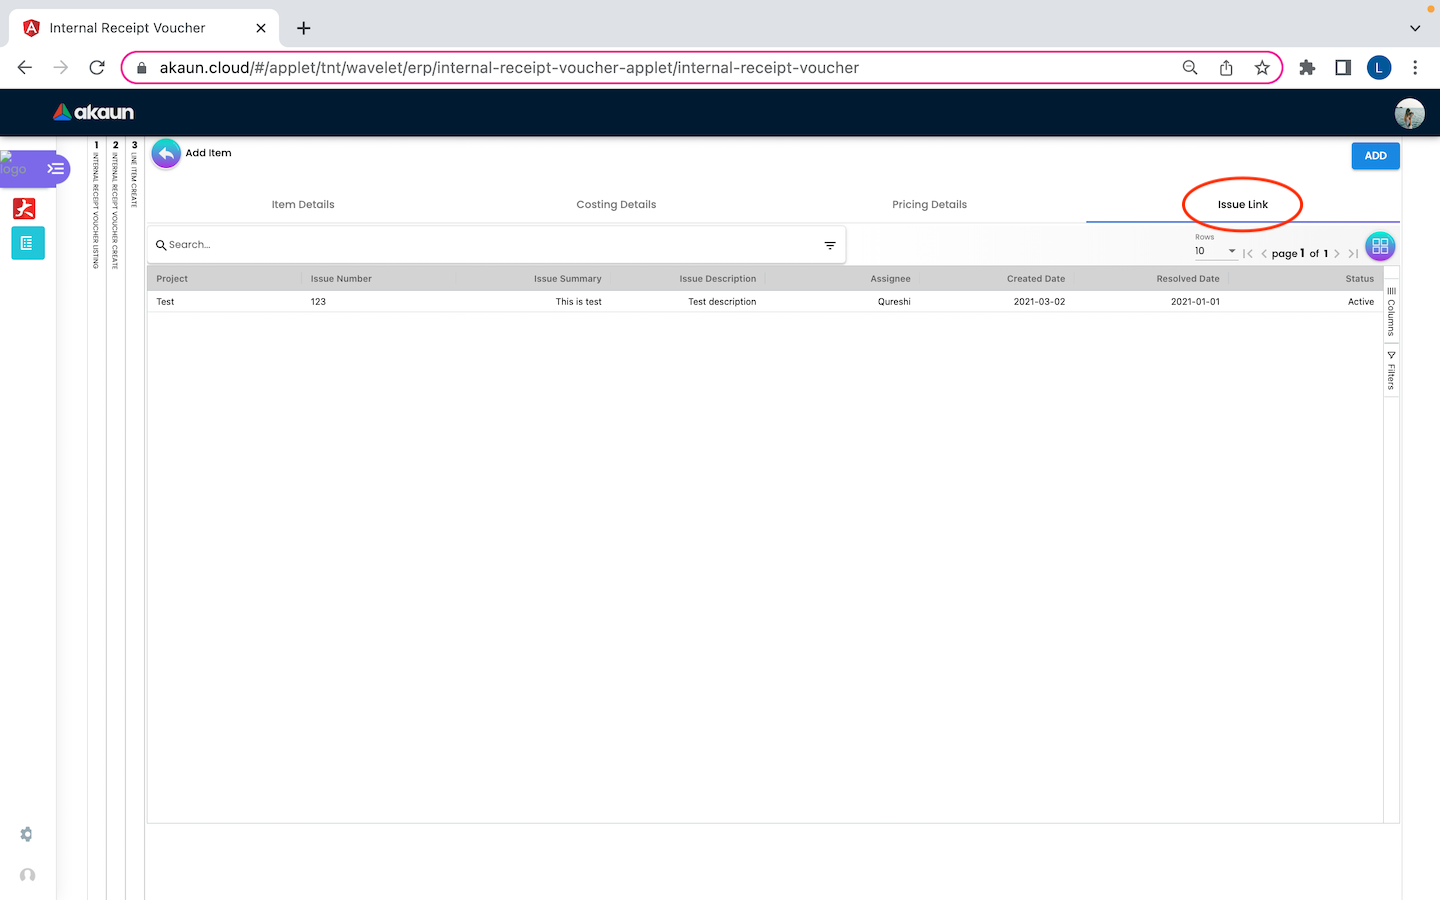 Internal Receipt Voucher
akaun.cloud/#/applet/tnt/wavelet/erp/internal-receipt-voucher-applet/internal-receipt-voucher
L
akaun
logo
1 INTERNAL RECEIPT VOUCHER LISTING
2 INTERNAL RECEIPT VOUCHER CREATE
3 LINE ITEM CREATE
Add Item
ADD
Item Details Costing Details Pricing Details Issue Link
Search...
Rows
10
page 1 of 1
Project Issue Number Issue Summary Issue Description Assignee Created Date Resolved Date Status
Test 123 This is test Test description Qureshi 2021-03-02 2021-01-01 Active
Columns
Filters